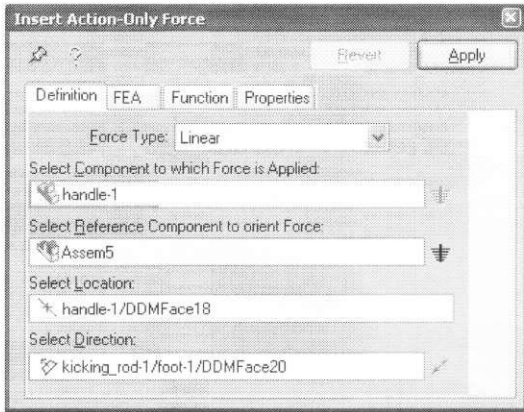 Insert Action-Only Force
Revert Apply
Definition FEA Function Properties
Force Type: Linear
Select Component to which Force is Applied:
handle-1
Select Reference Component to orient Force:
Assem5
Select Location:
handle-1/DDMFace18
Select Direction:
kicking_rod-1/foot-1/DDMFace20